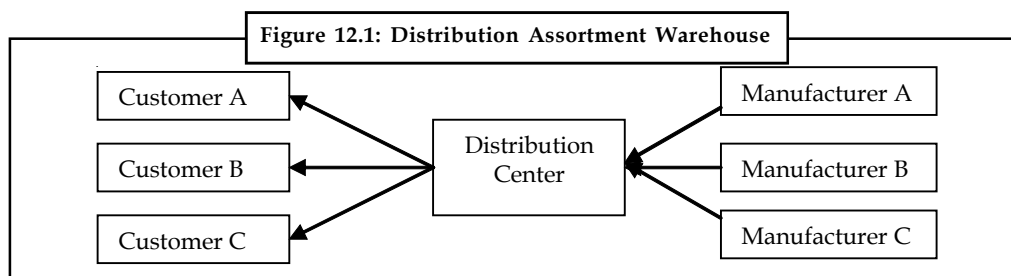 Figure 12.1: Distribution Assortment Warehouse
Customer A
Manufacturer A
Distribution
Center
Customer B
Manufacturer B
Customer C
Manufacturer C